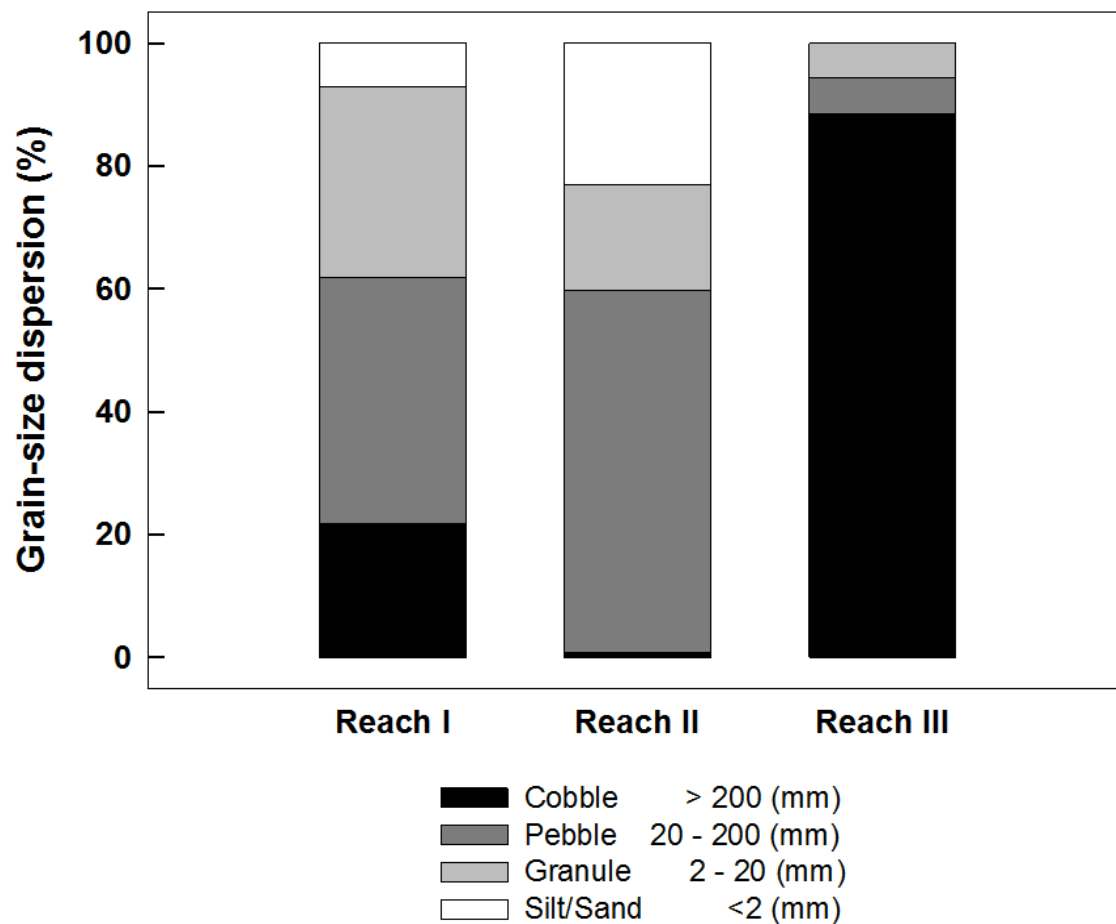 Grain-size dispersion (%)
100
80
60
40
20
0
Reach I Reach II Reach III
Cobble > 200 (mm)
Pebble 20 - 200 (mm)
Granule 2 - 20 (mm)
Silt/Sand <2 (mm)